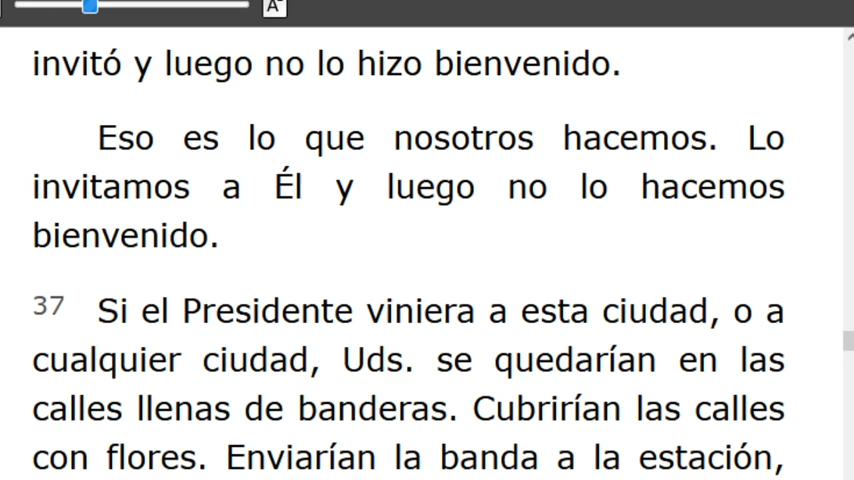 A
invitó y luego no lo hizo bienvenido.
Eso es lo que nosotros hacemos. Lo
invitamos a Él y luego no lo hacemos
bienvenido.
37 Si el Presidente viniera a esta ciudad, o a
cualquier ciudad, Uds. se quedarían en las
calles llenas de banderas. Cubrirían las calles
con flores. Enviarían la banda a la estación,